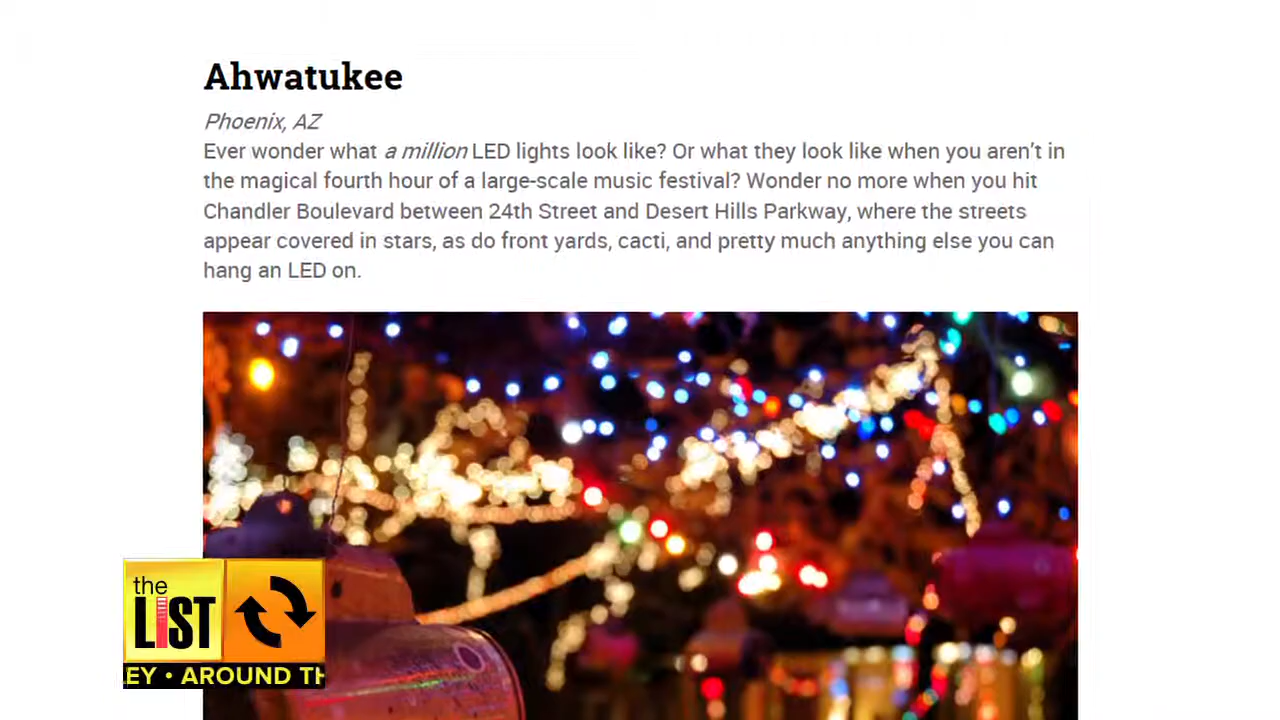 Ahwatukee
Phoenix, AZ
Ever wonder what a million LED lights look like? Or what they look like when you aren't in
the magical fourth hour of a large-scale music festival? Wonder no more when you hit
Chandler Boulevard between 24th Street and Desert Hills Parkway, where the streets
appear covered in stars, as do front yards, cacti, and pretty much anything else you can
hang an LED on.
the
LIST
EY • AROUND TH